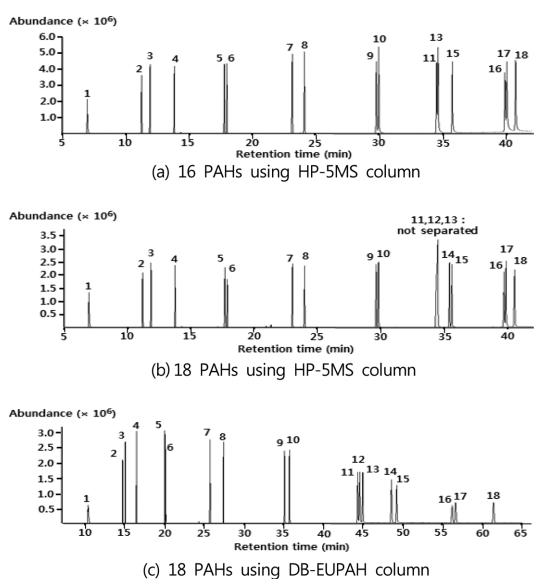 Abundance (× 10⁶)
6.0
5.0
4.0
3.0
2.0
1.0
1 2 3 4 5 6 7 8 9 10 11 13 15 16 17 18
5 10 15 20 25 30 35 40
Retention time (min)
(a) 16 PAHs using HP-5MS column
Abundance (× 10⁶)
11,12,13 :
not separated
3.5
3.0
2.5
2.0
1.5
1.0
0.5
1 2 3 4 5 6 7 8 9 10 14 15 16 17 18
5 10 15 20 25 30 35 40
Retention time (min)
(b) 18 PAHs using HP-5MS column
Abundance (× 10⁶)
3.0
2.5
2.0
1.5
1.0
0.5
1 2 3 4 5 6 7 8 9 10 11 12 13 14 15 16 17 18
10 15 20 25 30 35 40 45 50 55 60 65
Retention time (min)
(c) 18 PAHs using DB-EUPAH column